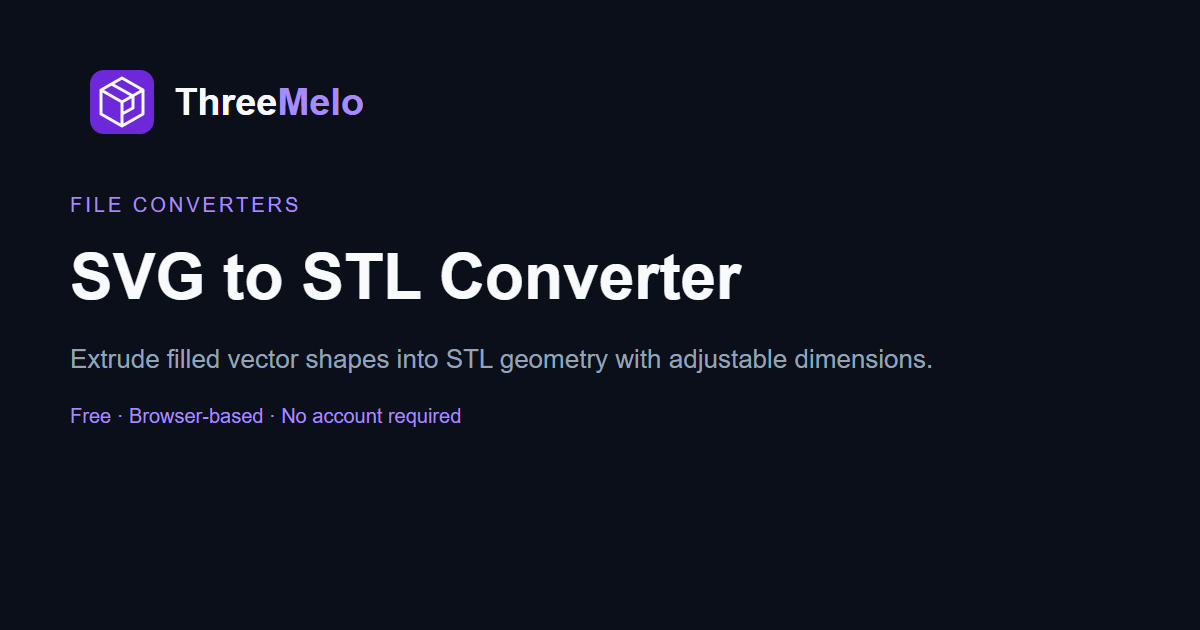 ThreeMelo
FILE CONVERTERS
SVG to STL Converter
Extrude filled vector shapes into STL geometry with adjustable dimensions.
Free · Browser-based · No account required